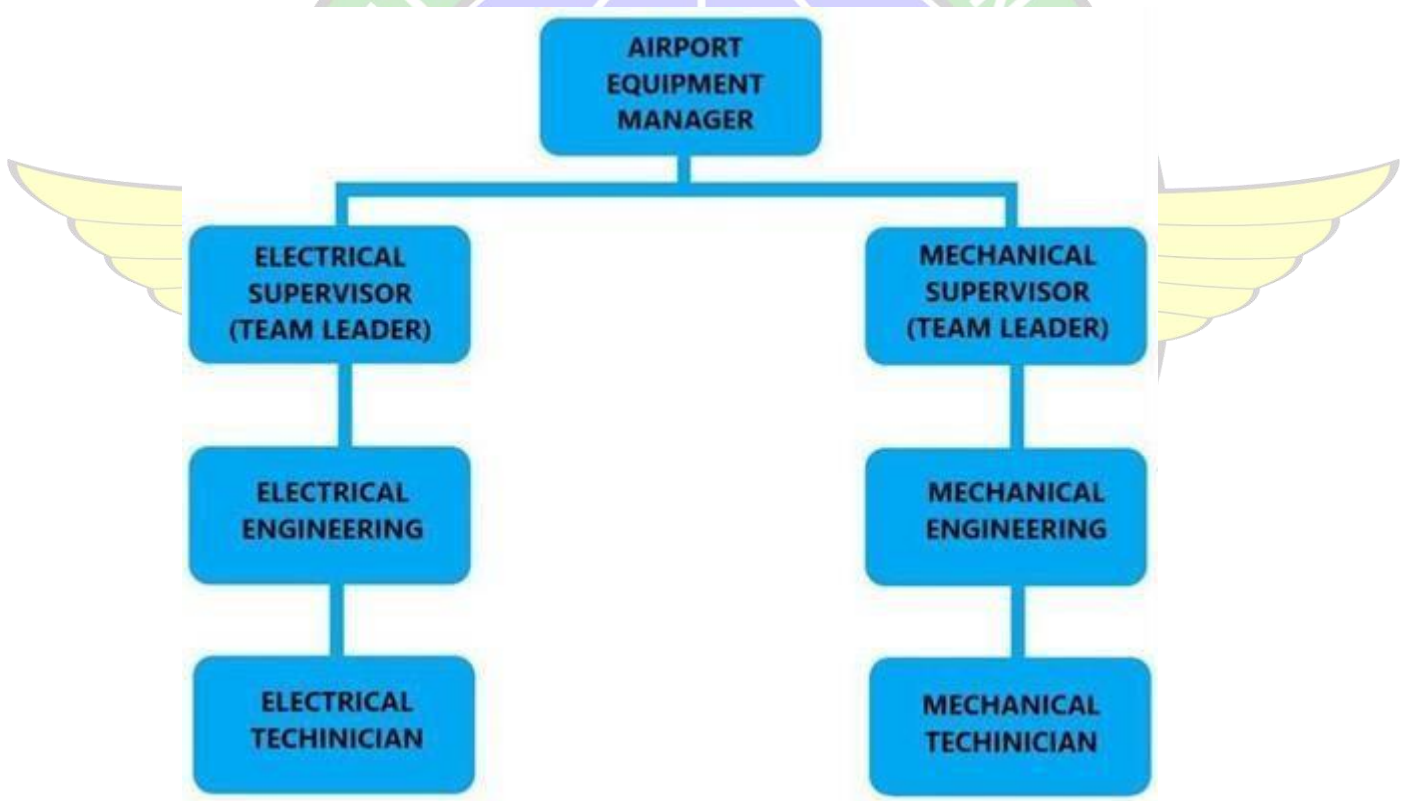 AIRPORT
EQUIPMENT
MANAGER
ELECTRICAL
SUPERVISOR
(TEAM LEADER)
MECHANICAL
SUPERVISOR
(TEAM LEADER)
ELECTRICAL
ENGINEERING
MECHANICAL
ENGINEERING
ELECTRICAL
TECHINICIAN
MECHANICAL
TECHINICIAN